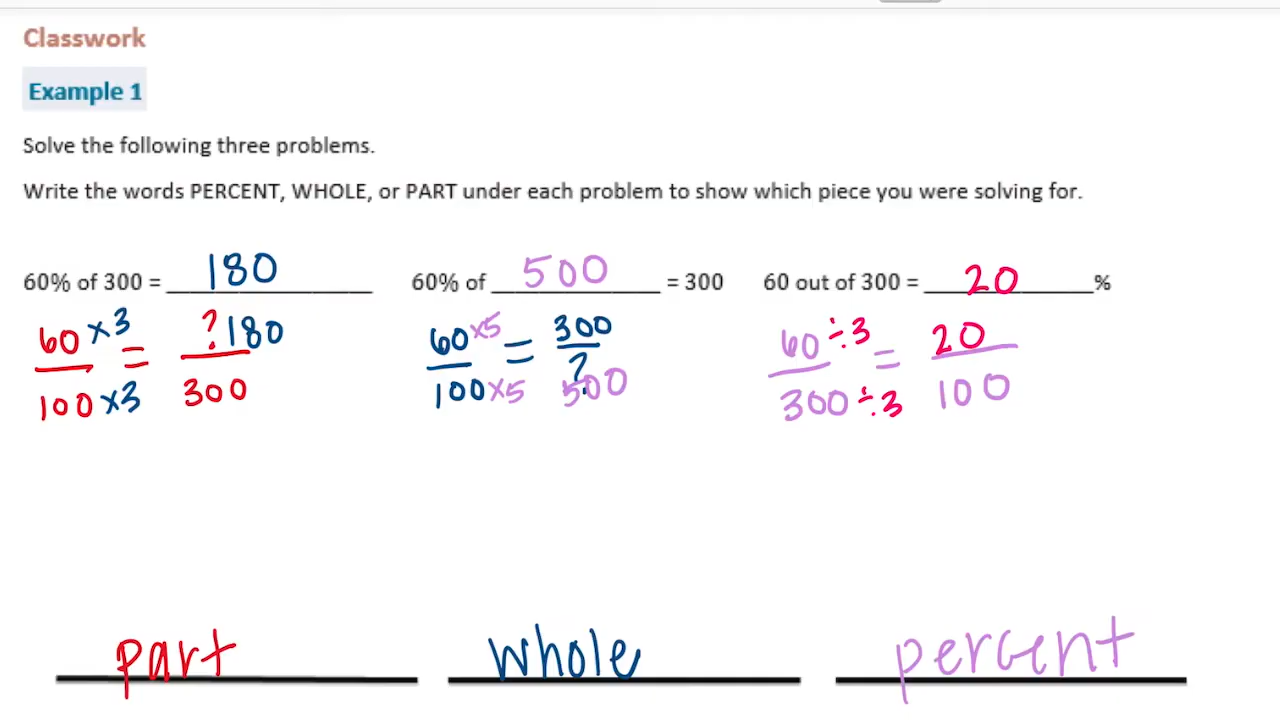 Classwork
Example 1
Solve the following three problems.
Write the words PERCENT, WHOLE, or PART under each problem to show which piece you were solving for.
60% of 300 = 180
60/100 ×3 ×3 = ? 180/300
part
60% of 500 = 300
60/100 ×5 ×5 = 300/? 500
whole
60 out of 300 = 20 %
60/300 ÷3 ÷3 = 20/100
percent